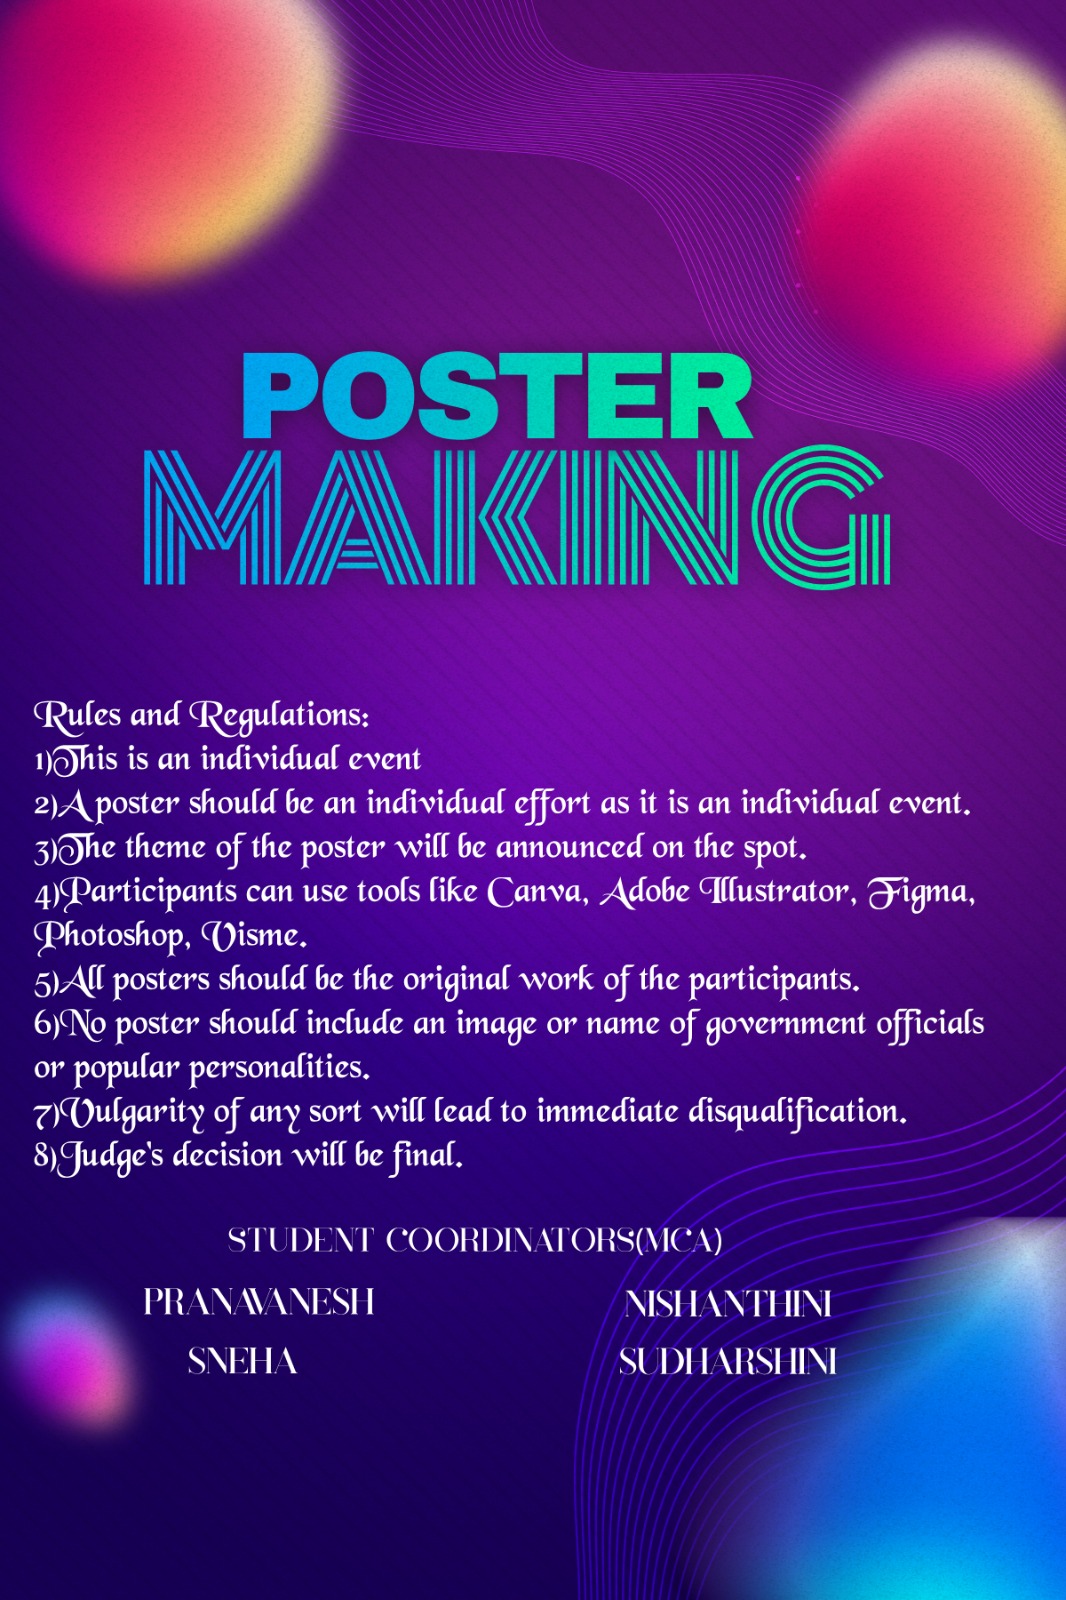 POSTER
MAKING
Rules and Regulations:
1)This is an individual event
2)A poster should be an individual effort as it is an individual event.
3)The theme of the poster will be announced on the spot.
4)Participants can use tools like Canva, Adobe Illustrator, Figma,
Photoshop, Visme.
5)All posters should be the original work of the participants.
6)No poster should include an image or name of government officials
or popular personalities.
7)Vulgarity of any sort will lead to immediate disqualification.
8)Judge's decision will be final.
STUDENT COORDINATORS(MCA)
PRANAVANESH NISHANTHINI
SNEHA SUDHARSHINI